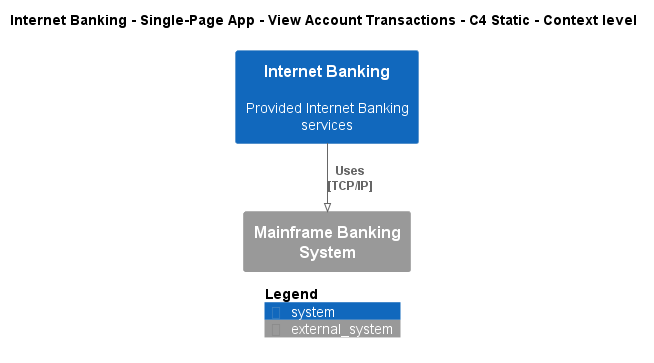 Internet Banking - Single-Page App - View Account Transactions - C4 Static - Context level
Internet Banking
Provided Internet Banking
services
Uses
[TCP/IP]
Mainframe Banking
System
Legend
system
external_system